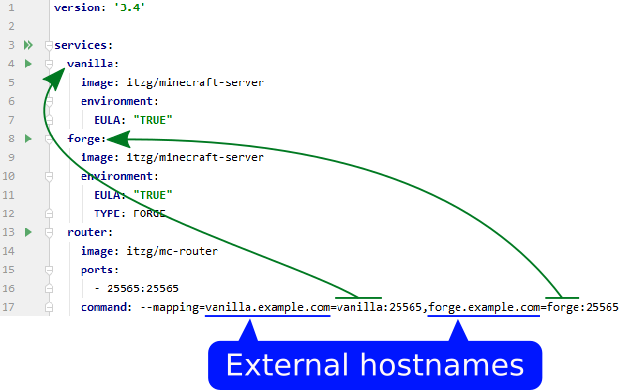 1 version: '3.4'
2
3 services:
4 vanilla:
5 image: itzg/minecraft-server
6 environment:
7 EULA: "TRUE"
8 forge:
9 image: itzg/minecraft-server
10 environment:
11 EULA: "TRUE"
12 TYPE: FORGE
13 router:
14 image: itzg/mc-router
15 ports:
16 - 25565:25565
17 command: --mapping=vanilla.example.com=vanilla:25565,forge.example.com=forge:25565
External hostnames